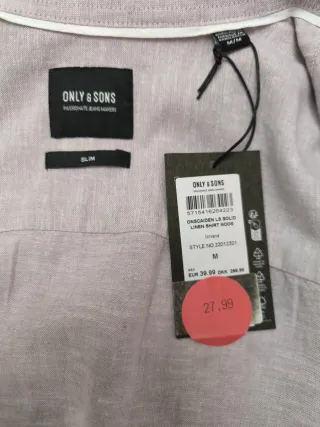 ONLY & SONS
PASSIONATE JEANS MAKERS
SLIM
M/M
ONLY & SONS
5715416204223
ONSCAIDEN LS SOLID
LINEN SHIRT NOOS
STYLE NO.22012321
M
EUR 39.99
27.99